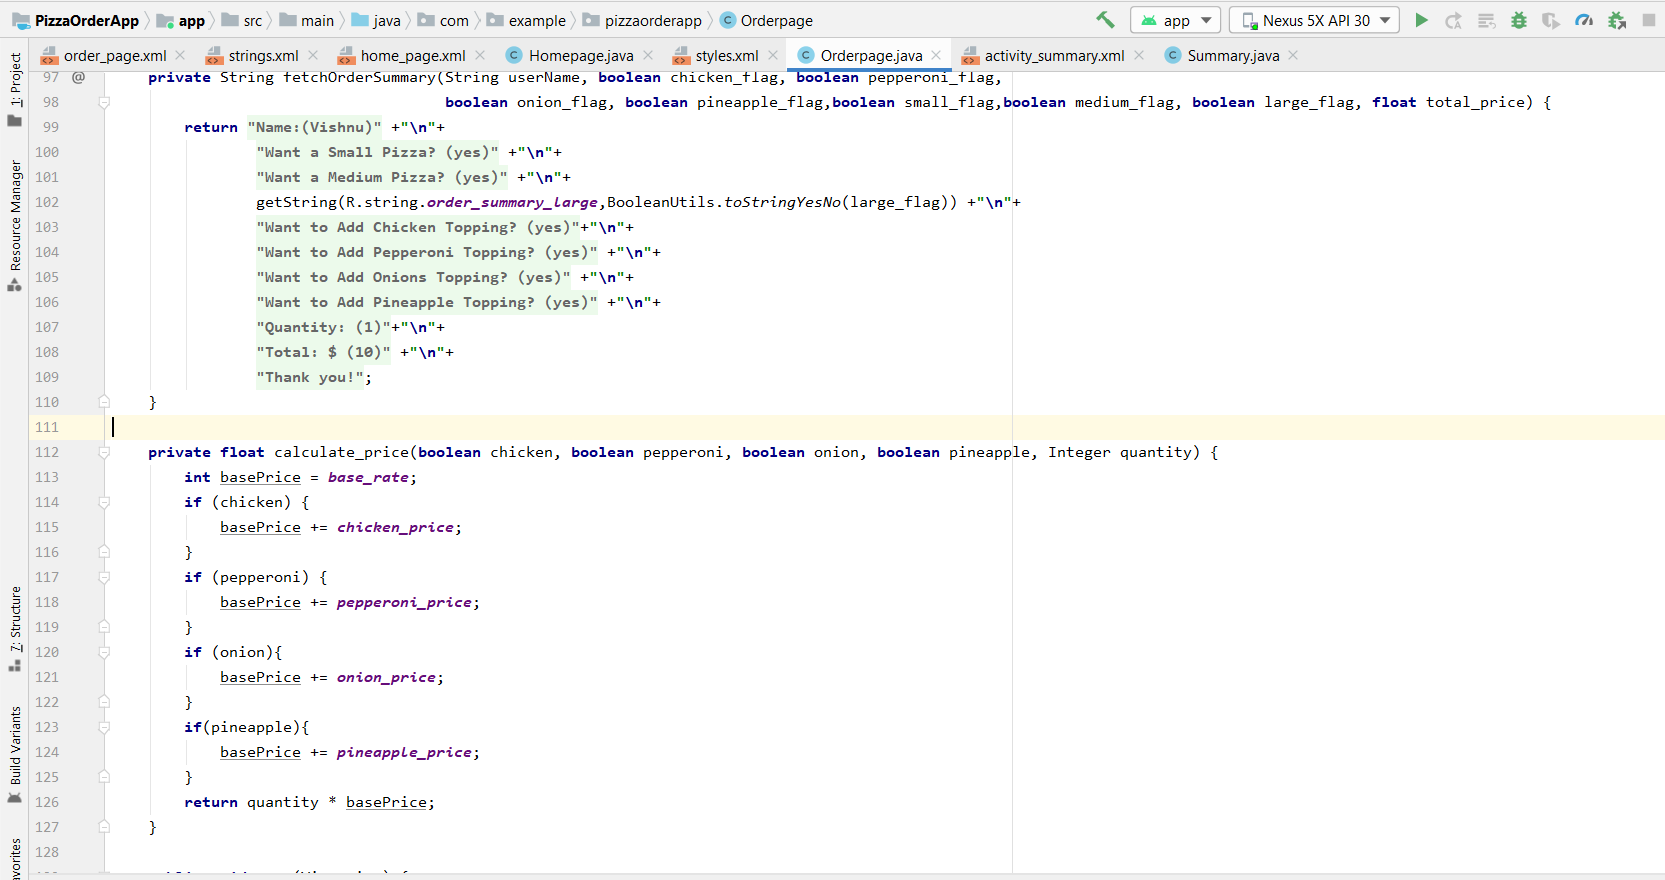 PizzaOrderApp app src main java com example pizzaorderapp Orderpage app Nexus 5X API 30
order_page.xml strings.xml home_page.xml Homepage.java styles.xml Orderpage.java activity_summary.xml Summary.java
1: Project
Resource Manager
7: Structure
Build Variants
97 @ private String fetchOrderSummary(String userName, boolean chicken_flag, boolean pepperoni_flag,
98 boolean onion_flag, boolean pineapple_flag,boolean small_flag,boolean medium_flag, boolean large_flag, float total_price) {
99 return "Name:(Vishnu)" +"\n"+
100 "Want a Small Pizza? (yes)" +"\n"+
101 "Want a Medium Pizza? (yes)" +"\n"+
102 getString(R.string.order_summary_large,BooleanUtils.toStringYesNo(large_flag)) +"\n"+
103 "Want to Add Chicken Topping? (yes)"+"\n"+
104 "Want to Add Pepperoni Topping? (yes)" +"\n"+
105 "Want to Add Onions Topping? (yes)" +"\n"+
106 "Want to Add Pineapple Topping? (yes)" +"\n"+
107 "Quantity: (1)"+"\n"+
108 "Total: $ (10)" +"\n"+
109 "Thank you!";
110 }
111
112 private float calculate_price(boolean chicken, boolean pepperoni, boolean onion, boolean pineapple, Integer quantity) {
113 int basePrice = base_rate;
114 if (chicken) {
115 basePrice += chicken_price;
116 }
117 if (pepperoni) {
118 basePrice += pepperoni_price;
119 }
120 if (onion){
121 basePrice += onion_price;
122 }
123 if(pineapple){
124 basePrice += pineapple_price;
125 }
126 return quantity * basePrice;
127 }
128